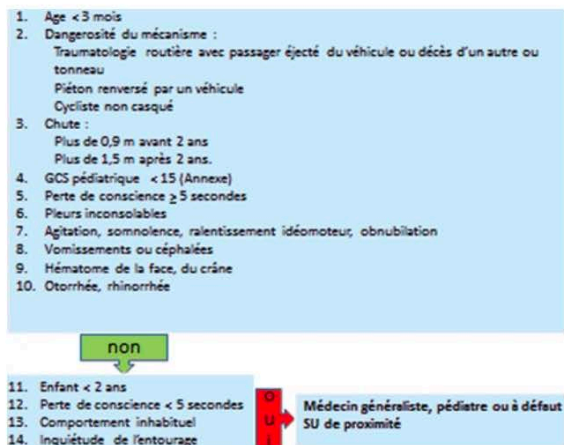 1. Age < 3 mois
2. Dangerosité du mécanisme :
Traumatologie routière avec passager éjecté du véhicule ou décès d'un autre ou
tonneau
Piéton renversé par un véhicule
Cycliste non casqué
3. Chute :
Plus de 0,9 m avant 2 ans
Plus de 1,5 m après 2 ans.
4. GCS pédiatrique < 15 (Annexe)
5. Perte de conscience ≥ 5 secondes
6. Pleurs inconsolables
7. Agitation, somnolence, ralentissement idéomoteur, obnubilation
8. Vomissements ou céphalées
9. Hématome de la face, du crâne
10. Otorrhée, rhinorrhée
non
11. Enfant < 2 ans
12. Perte de conscience < 5 secondes
13. Comportement inhabituel
14. Inquiétude de l'entourage
oui
Médecin généraliste, pédiatre ou à défaut
SU de proximité